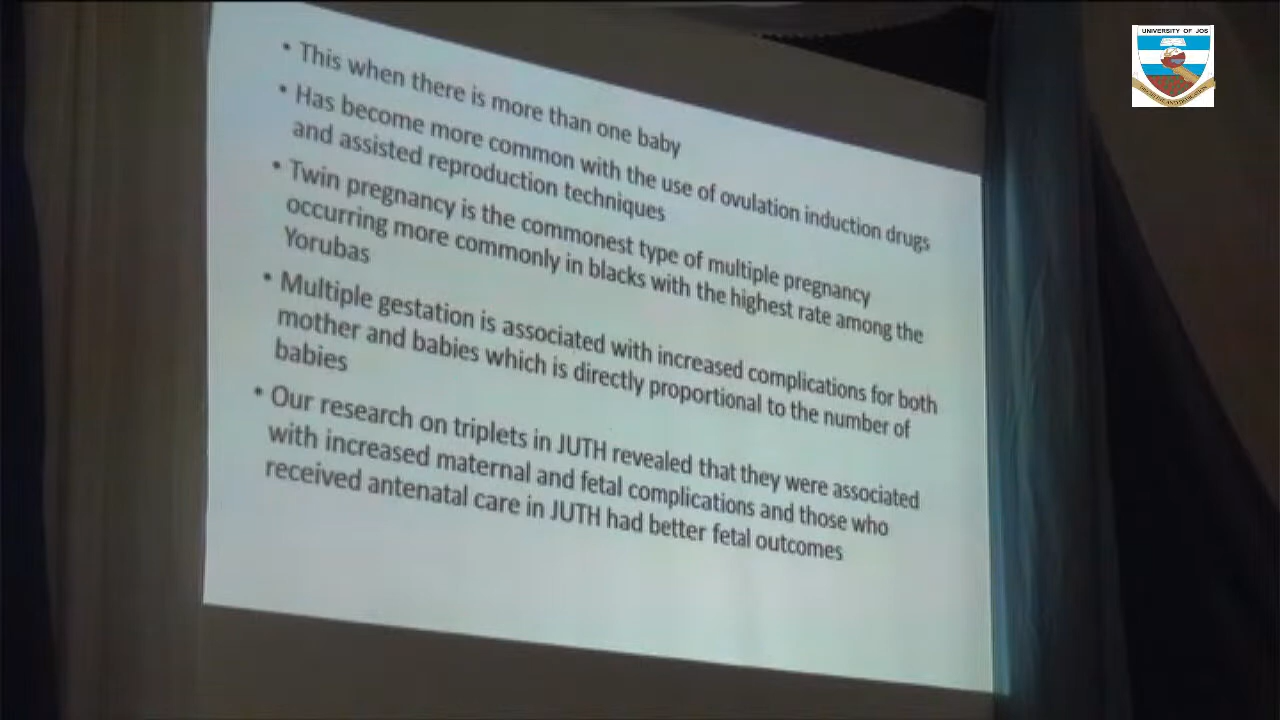 UNIVERSITY OF JOS
• This when there is more than one baby
• Has become more common with the use of ovulation induction drugs
and assisted reproduction techniques
• Twin pregnancy is the commonest type of multiple pregnancy
occurring more commonly in blacks with the highest rate among the
Yorubas
• Multiple gestation is associated with increased complications for both
mother and babies which is directly proportional to the number of
babies
• Our research on triplets in JUTH revealed that they were associated
with increased maternal and fetal complications and those who
received antenatal care in JUTH had better fetal outcomes